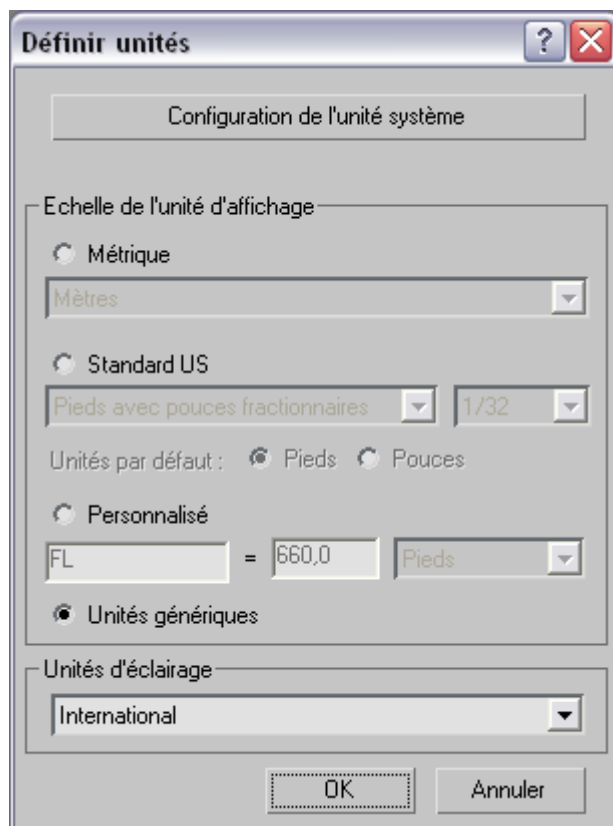 Définir unités
Configuration de l'unité système
Echelle de l'unité d'affichage
Métrique
Mètres
Standard US
Pieds avec pouces fractionnaires 1/32
Unités par défaut : Pieds Pouces
Personnalisé
FL = 660,0 Pieds
Unités génériques
Unités d'éclairage
International
OK Annuler